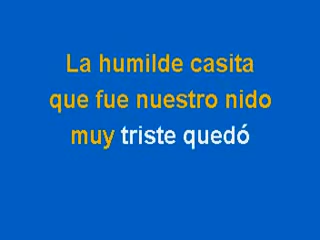 La humilde casita
que fue nuestro nido
muy triste quedó